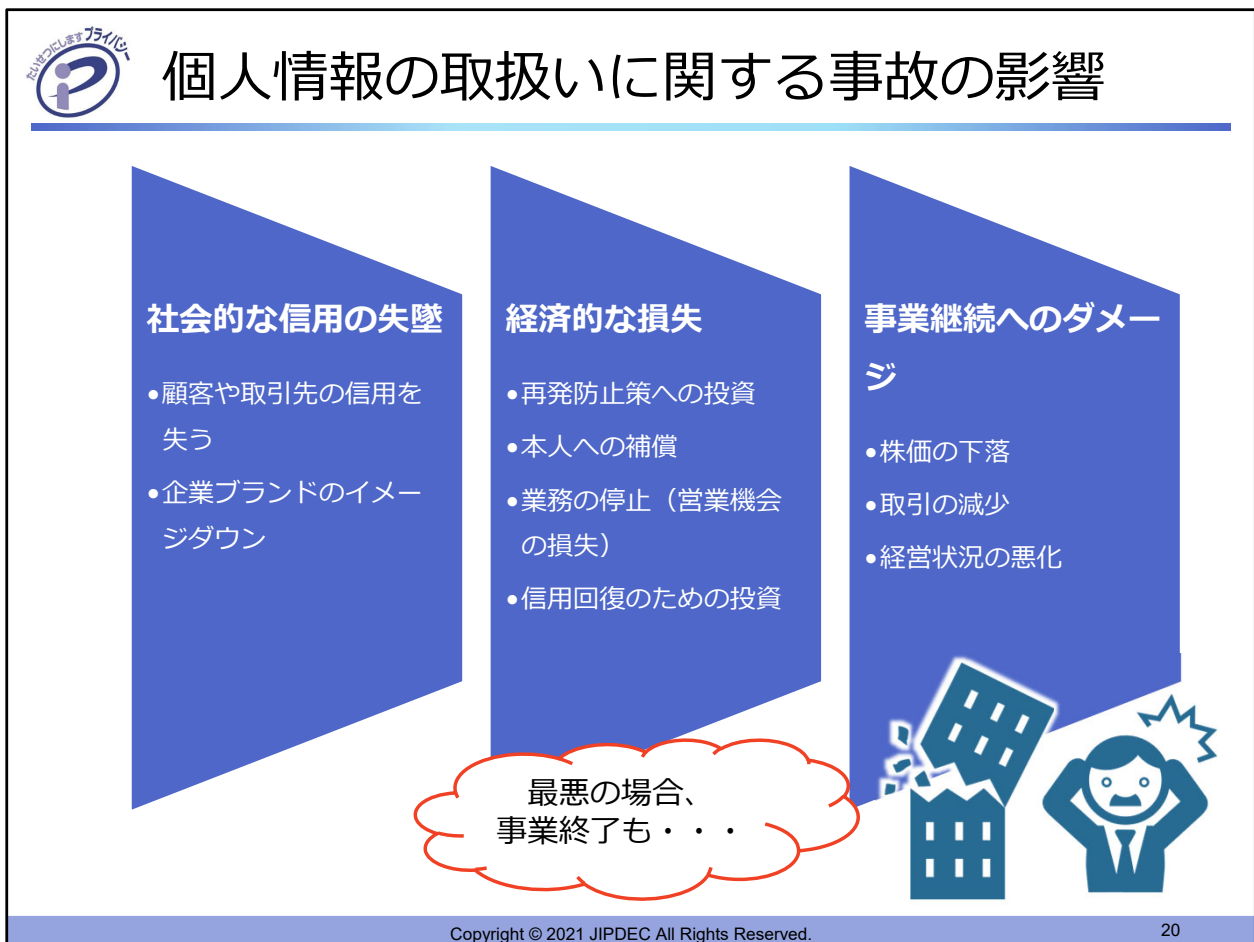 たいせつにしますプライバシー
個人情報の取扱いに関する事故の影響
社会的な信用の失墜
•顧客や取引先の信用を
失う
•企業ブランドのイメー
ジダウン
経済的な損失
•再発防止策への投資
•本人への補償
•業務の停止（営業機会
の損失）
•信用回復のための投資
事業継続へのダメー
ジ
•株価の下落
•取引の減少
•経営状況の悪化
最悪の場合、
事業終了も・・・
Copyright © 2021 JIPDEC All Rights Reserved.
20